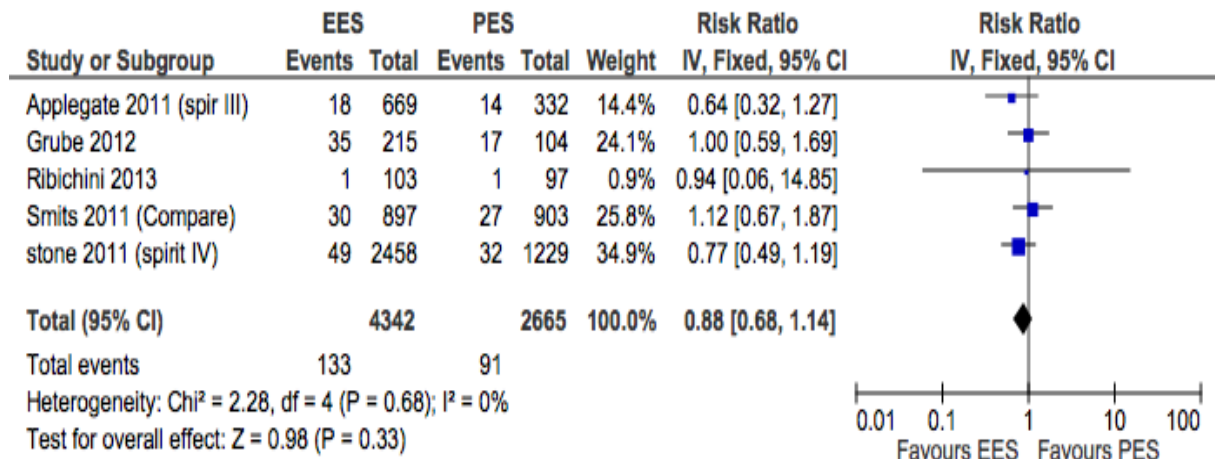 EES PES Risk Ratio Risk Ratio
Study or Subgroup Events Total Events Total Weight IV, Fixed, 95% CI IV, Fixed, 95% CI
Applegate 2011 (spir III) 18 669 14 332 14.4% 0.64 [0.32, 1.27]
Grube 2012 35 215 17 104 24.1% 1.00 [0.59, 1.69]
Ribichini 2013 1 103 1 97 0.9% 0.94 [0.06, 14.85]
Smits 2011 (Compare) 30 897 27 903 25.8% 1.12 [0.67, 1.87]
stone 2011 (spirit IV) 49 2458 32 1229 34.9% 0.77 [0.49, 1.19]
Total (95% CI) 4342 2665 100.0% 0.88 [0.68, 1.14]
Total events 133 91
Heterogeneity: Chi² = 2.28, df = 4 (P = 0.68); I² = 0%
Test for overall effect: Z = 0.98 (P = 0.33)
0.01 0.1 1 10 100
Favours EES Favours PES